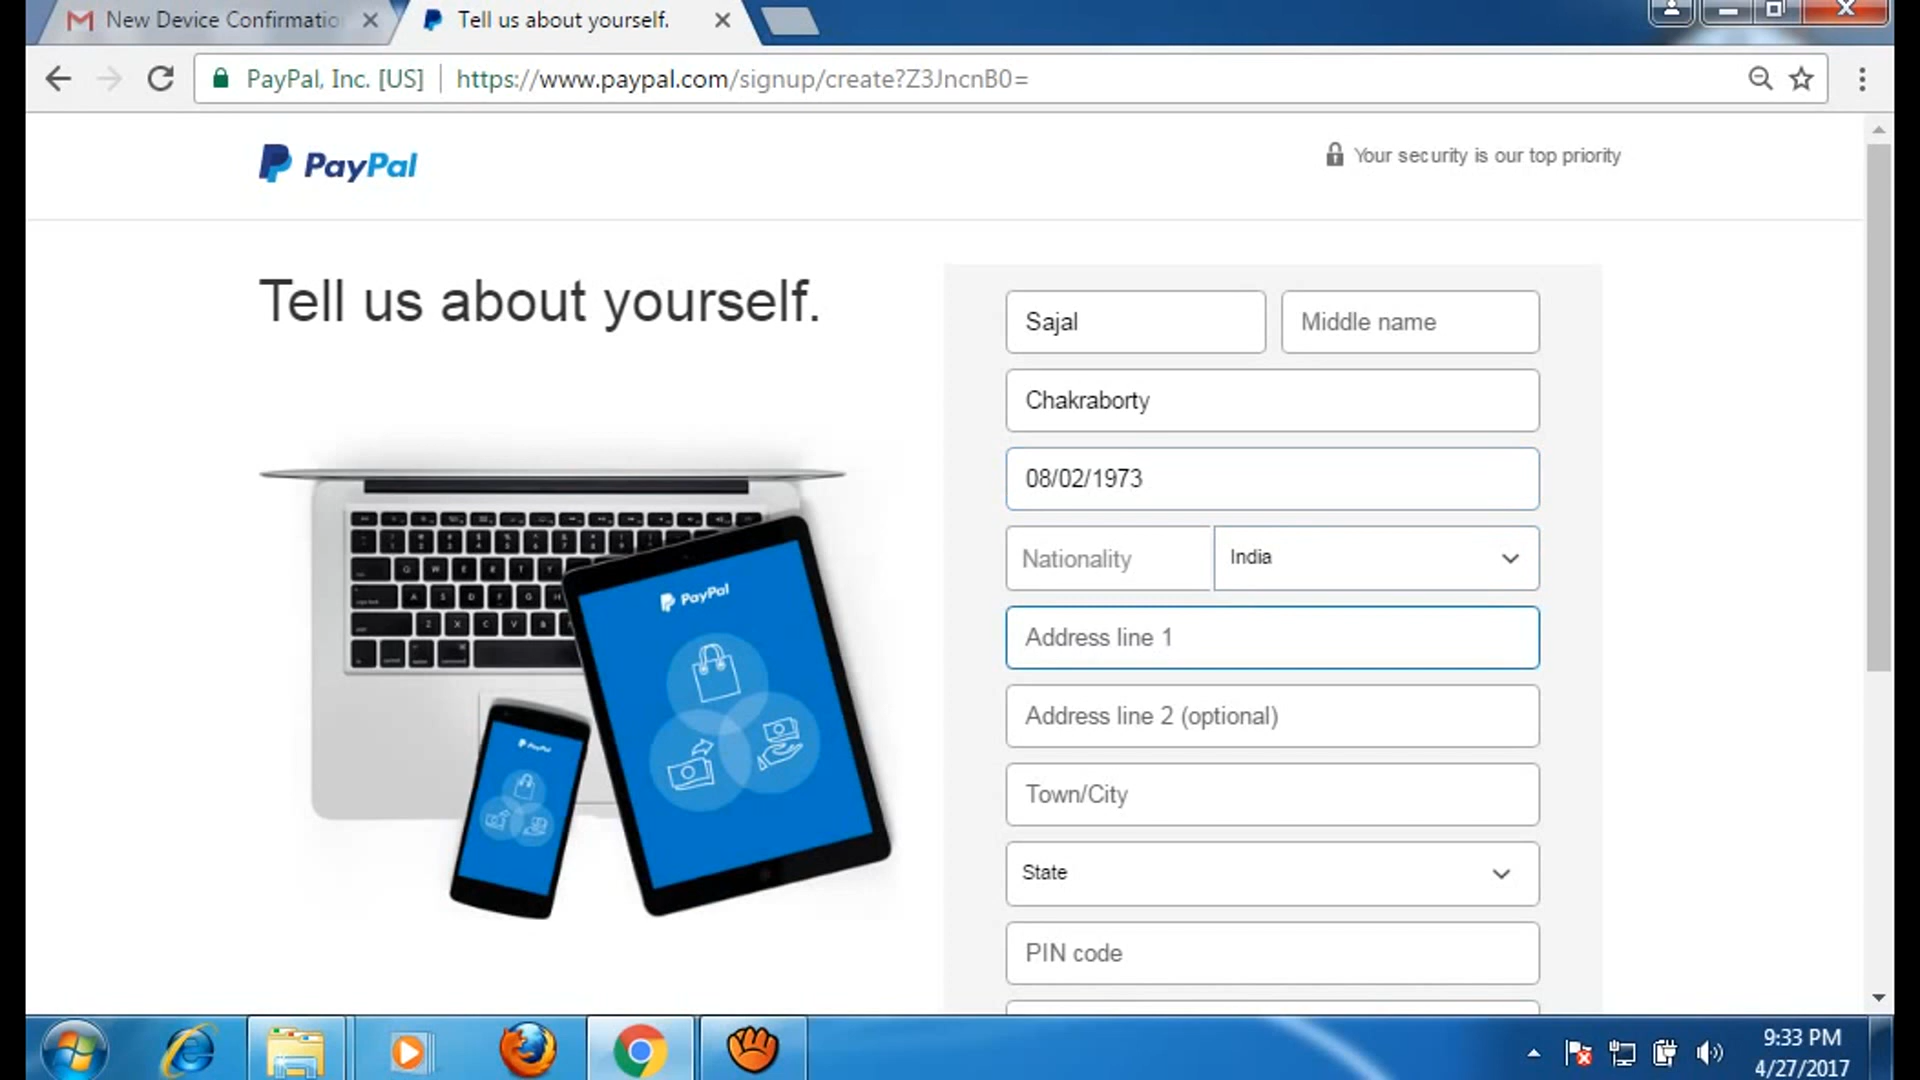 New Device Confirmatio
Tell us about yourself.
PayPal, Inc. [US]
https://www.paypal.com/signup/create?Z3JncnB0=
PayPal
Your security is our top priority
Tell us about yourself.
Sajal
Middle name
Chakraborty
08/02/1973
Nationality
India
Address line 1
Address line 2 (optional)
Town/City
State
PIN code
PayPal
PayPal
9:33 PM
4/27/2017